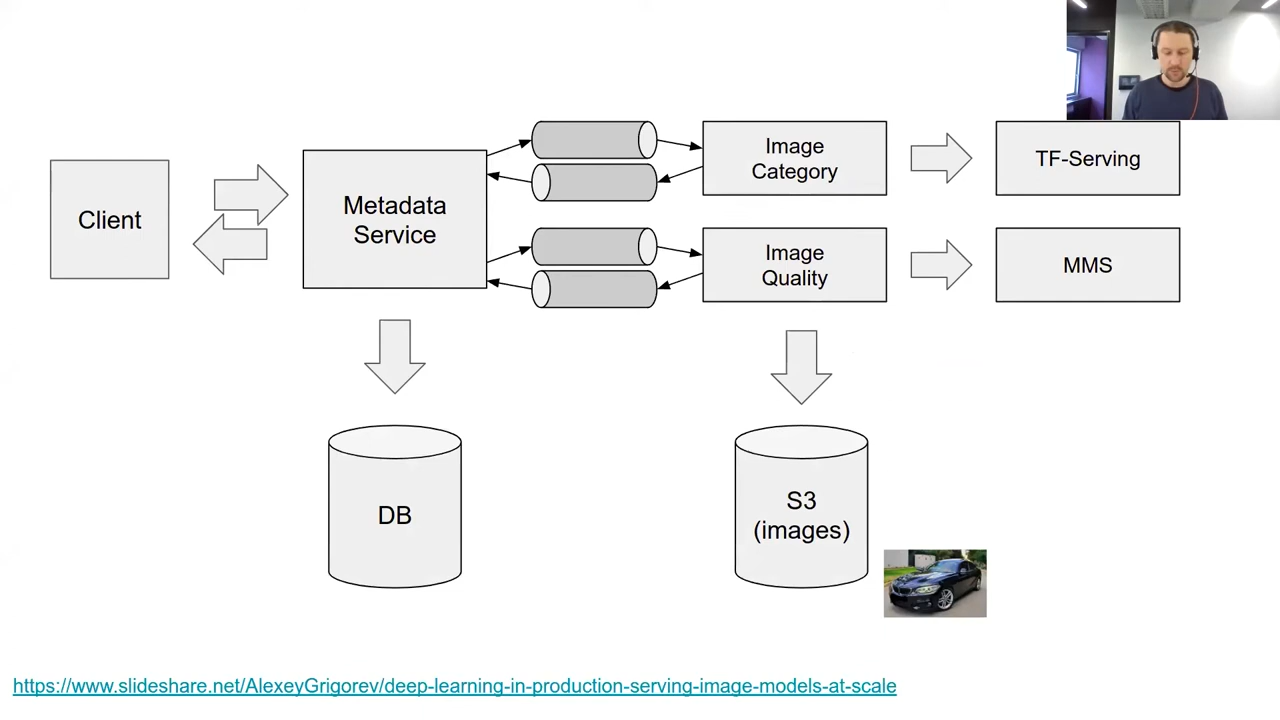 Client
Metadata
Service
Image
Category
TF-Serving
Image
Quality
MMS
DB
S3
(images)
https://www.slideshare.net/AlexeyGrigorev/deep-learning-in-production-serving-image-models-at-scale